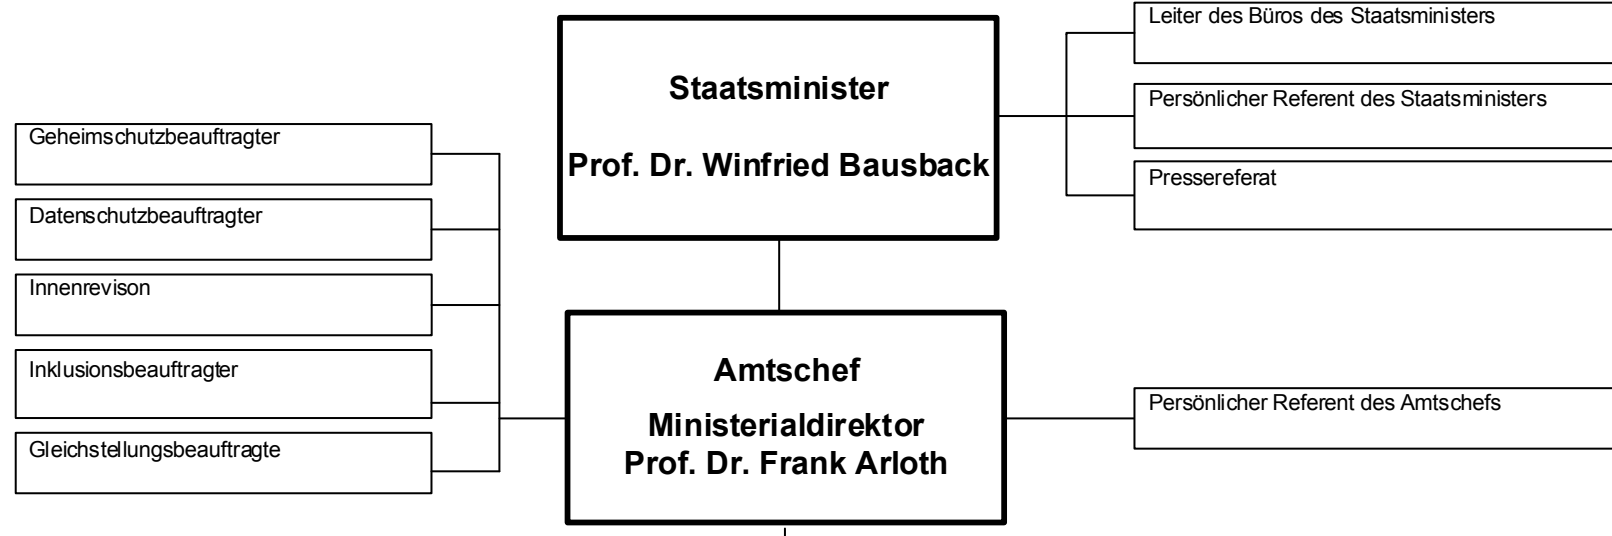 Staatsminister
Prof. Dr. Winfried Bausback
Leiter des Büros des Staatsministers
Persönlicher Referent des Staatsministers
Pressereferat
Geheimschutzbeauftragter
Datenschutzbeauftragter
Innenrevison
Inklusionsbeauftragter
Gleichstellungsbeauftragte
Amtschef
Ministerialdirektor
Prof. Dr. Frank Arloth
Persönlicher Referent des Amtschefs